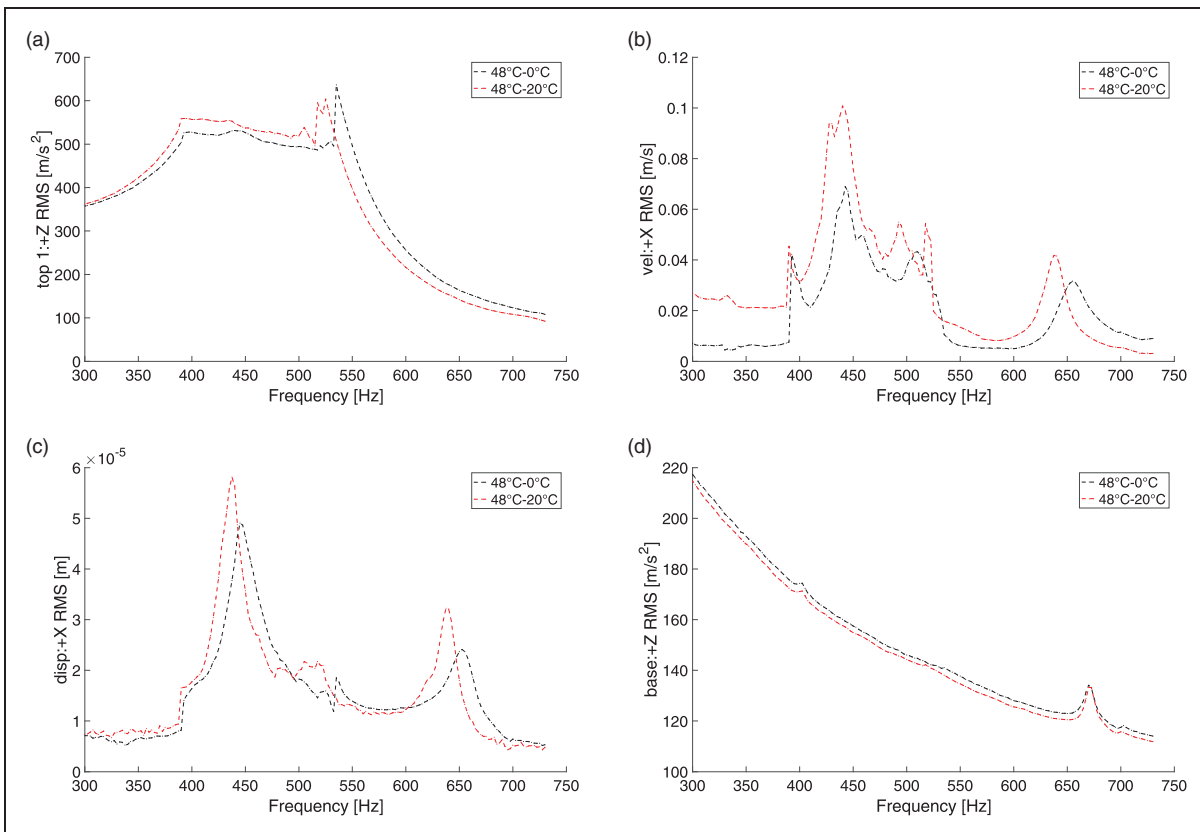 (a)
700
600
500
400
300
200
100
0
300 350 400 450 500 550 600 650 700 750
top 1:+Z RMS [m/s²]
Frequency [Hz]
48°C-0°C
48°C-20°C
(b)
0.12
0.1
0.08
0.06
0.04
0.02
0
300 350 400 450 500 550 600 650 700 750
vel:+X RMS [m/s]
Frequency [Hz]
48°C-0°C
48°C-20°C
(c)
×10⁻⁵
6
5
4
3
2
1
0
300 350 400 450 500 550 600 650 700 750
disp:+X RMS [m]
Frequency [Hz]
48°C-0°C
48°C-20°C
(d)
220
200
180
160
140
120
100
300 350 400 450 500 550 600 650 700 750
base:+Z RMS [m/s²]
Frequency [Hz]
48°C-0°C
48°C-20°C